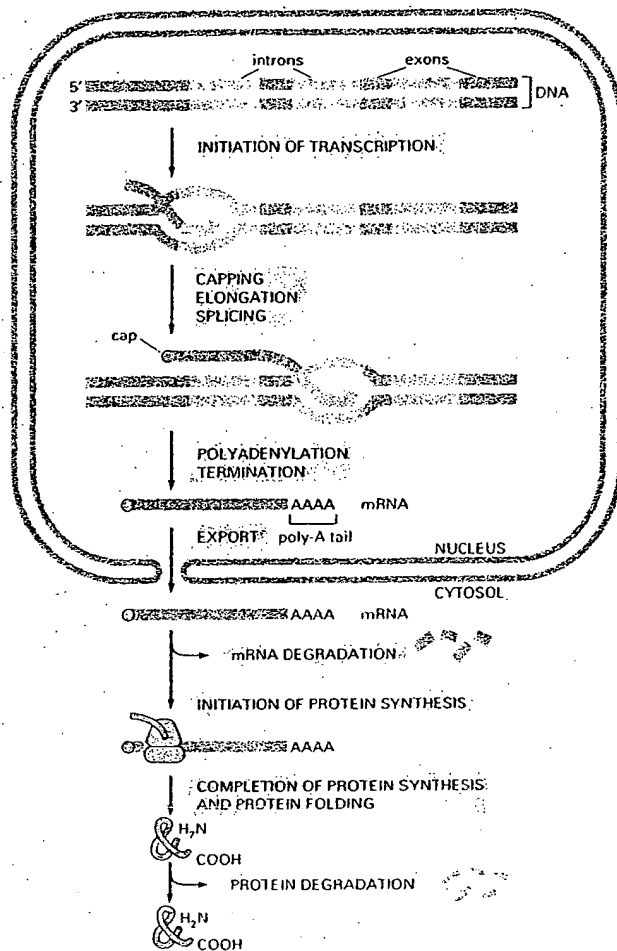 introns exons
5'
3'
DNA
INITIATION OF TRANSCRIPTION
CAPPING
ELONGATION
SPLICING
cap
POLYADENYLATION
TERMINATION
AAAA mRNA
EXPORT poly-A tail
NUCLEUS
CYTOSOL
AAAA mRNA
mRNA DEGRADATION
INITIATION OF PROTEIN SYNTHESIS
AAAA
COMPLETION OF PROTEIN SYNTHESIS
AND PROTEIN FOLDING
H₂N
COOH
PROTEIN DEGRADATION
H₂N
COOH